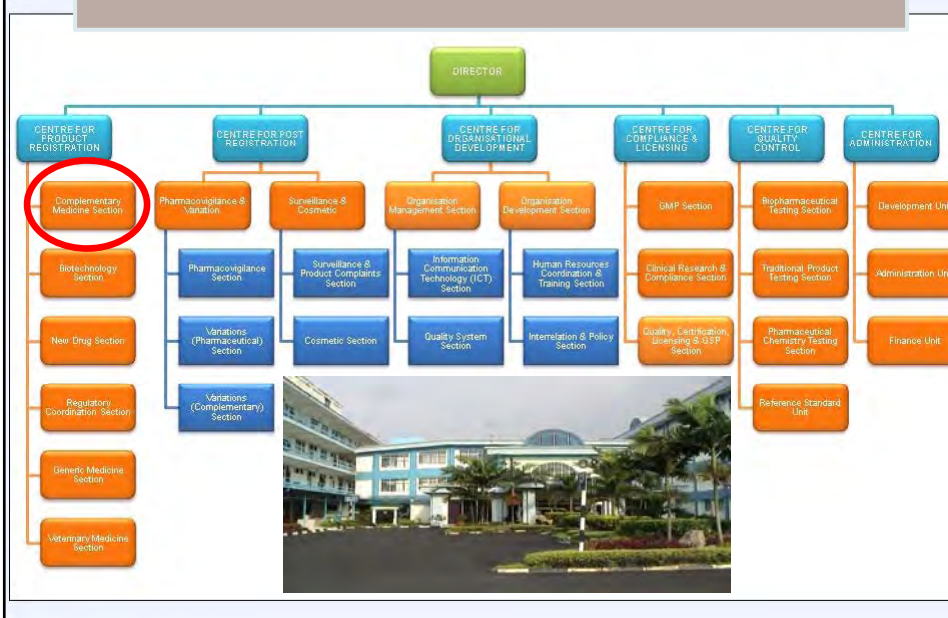 DIRECTOR
CENTRE FOR
PRODUCT
REGISTRATION
CENTRE FOR POST
REGISTRATION
CENTRE FOR
ORGANISATIONAL
DEVELOPMENT
CENTRE FOR
COMPLIANCE &
LICENSING
CENTRE FOR
QUALITY
CONTROL
CENTRE FOR
ADMINISTRATION
Complementary
Medicine Section
Biotechnology
Section
New Drug Section
Regulatory
Coordination Section
Generic Medicine
Section
Veterinary Medicine
Section
Pharmacovigilance &
Variation
Pharmacovigilance
Section
Variations
(Pharmaceutical)
Section
Variations
(Complementary)
Section
Surveillance &
Cosmetic
Surveillance &
Product Complaints
Section
Cosmetic Section
Organisation
Management Section
Information
Communication
Technology (ICT)
Section
Quality System
Section
Organisation
Development Section
Human Resources
Coordination &
Training Section
Interrelation & Policy
Section
GMP Section
Clinical Research &
Compliance Section
Quality, Certification,
Licensing & GSP
Section
Biopharmaceutical
Testing Section
Traditional Product
Testing Section
Pharmaceutical
Chemistry Testing
Section
Reference Standard
Unit
Development Uni
Administration Un
Finance Unit